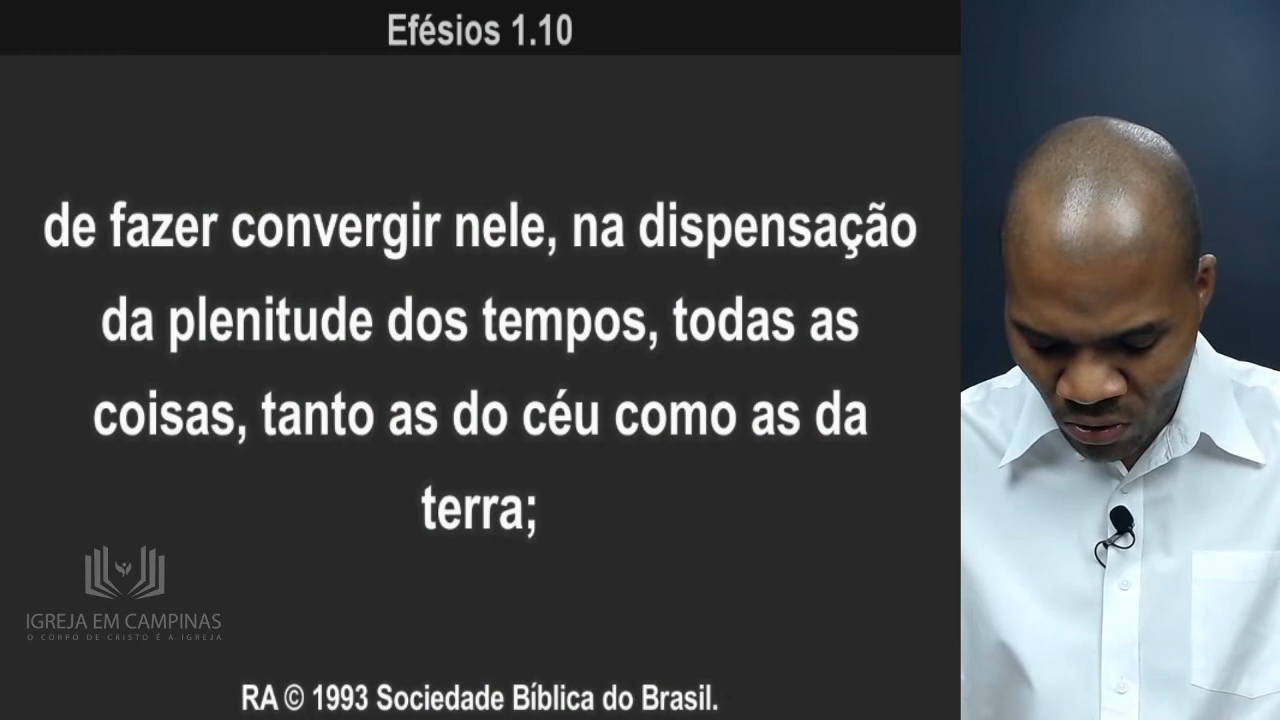 Efésios 1.10
de fazer convergir nele, na dispensação
da plenitude dos tempos, todas as
coisas, tanto as do céu como as da
terra;
IGREJA EM CAMPINAS
O CORPO DE CRISTO É A IGREJA
RA © 1993 Sociedade Bíblica do Brasil.